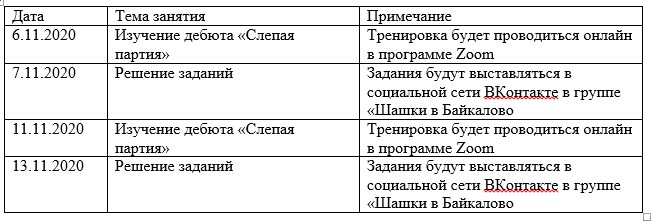 Дата Тема занятия Примечание
6.11.2020 Изучение дебюта «Слепая Тренировка будет проводиться онлайн
партия» в программе Zoom
7.11.2020 Решение заданий Задания будут выставляться в
социальной сети ВКонтакте в группе
«Шашки в Байкалово
11.11.2020 Изучение дебюта «Слепая Тренировка будет проводиться онлайн
партия» в программе Zoom
13.11.2020 Решение заданий Задания будут выставляться в
социальной сети ВКонтакте в группе
«Шашки в Байкалово